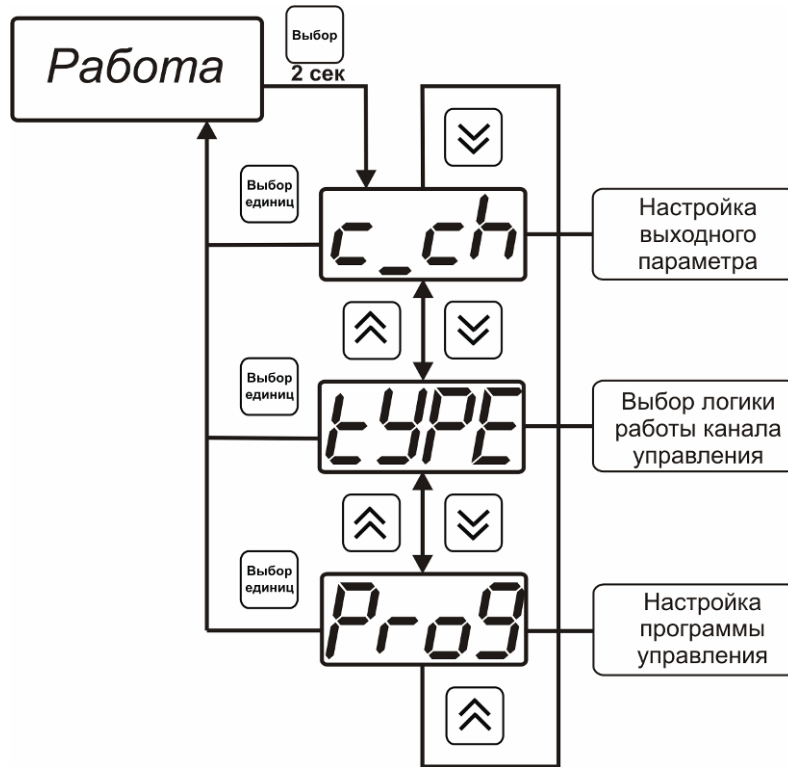 Работа
Выбор
2 сек
Выбор
единиц
c_ch
Настройка
выходного
параметра
Выбор
единиц
tYPE
Выбор логики
работы канала
управления
Выбор
единиц
Prog
Настройка
программы
управления